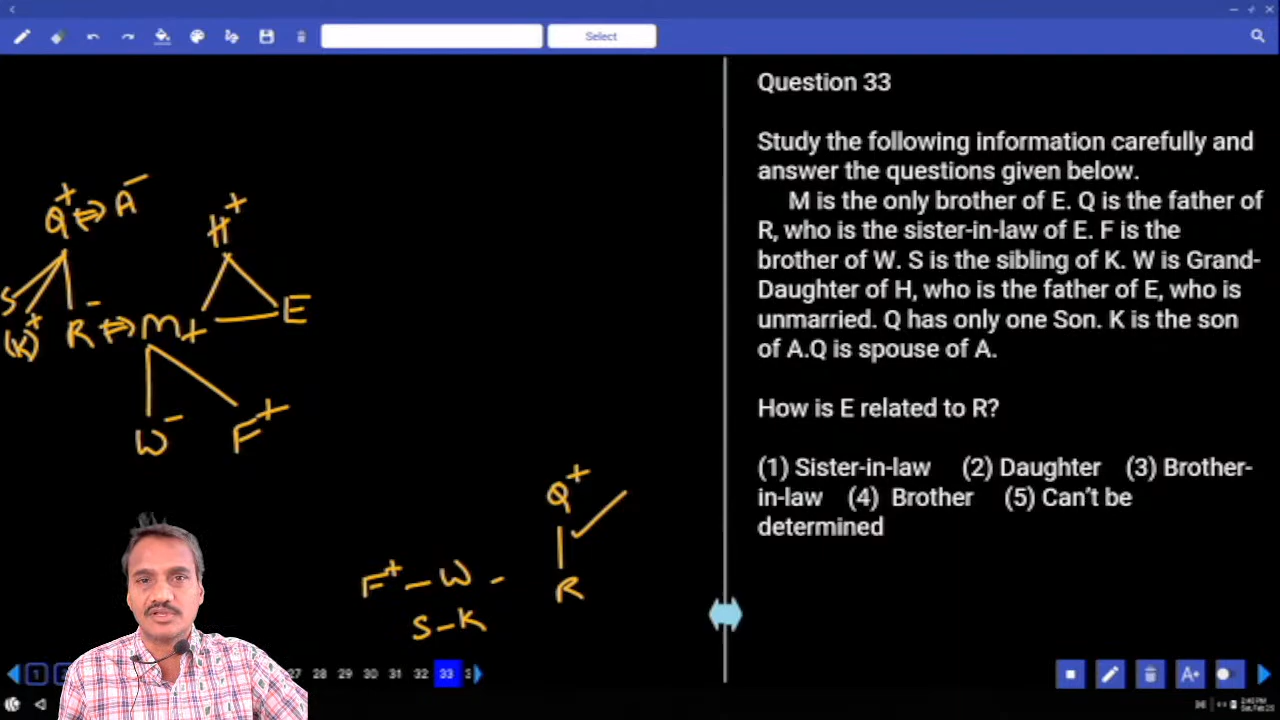 Select
Question 33
Study the following information carefully and
answer the questions given below.
M is the only brother of E. Q is the father of
R, who is the sister-in-law of E. F is the
brother of W. S is the sibling of K. W is Grand-
Daughter of H, who is the father of E, who is
unmarried. Q has only one Son. K is the son
of A.Q is spouse of A.
How is E related to R?
(1) Sister-in-law (2) Daughter (3) Brother-
in-law (4) Brother (5) Can't be
determined
Q+ ⇔ A-
H+
S
(K)+ R- ⇔ M+ E
W- F+
Q+
R
F+ - W -
S - K
1
27 28 29 30 31 32 33
A+